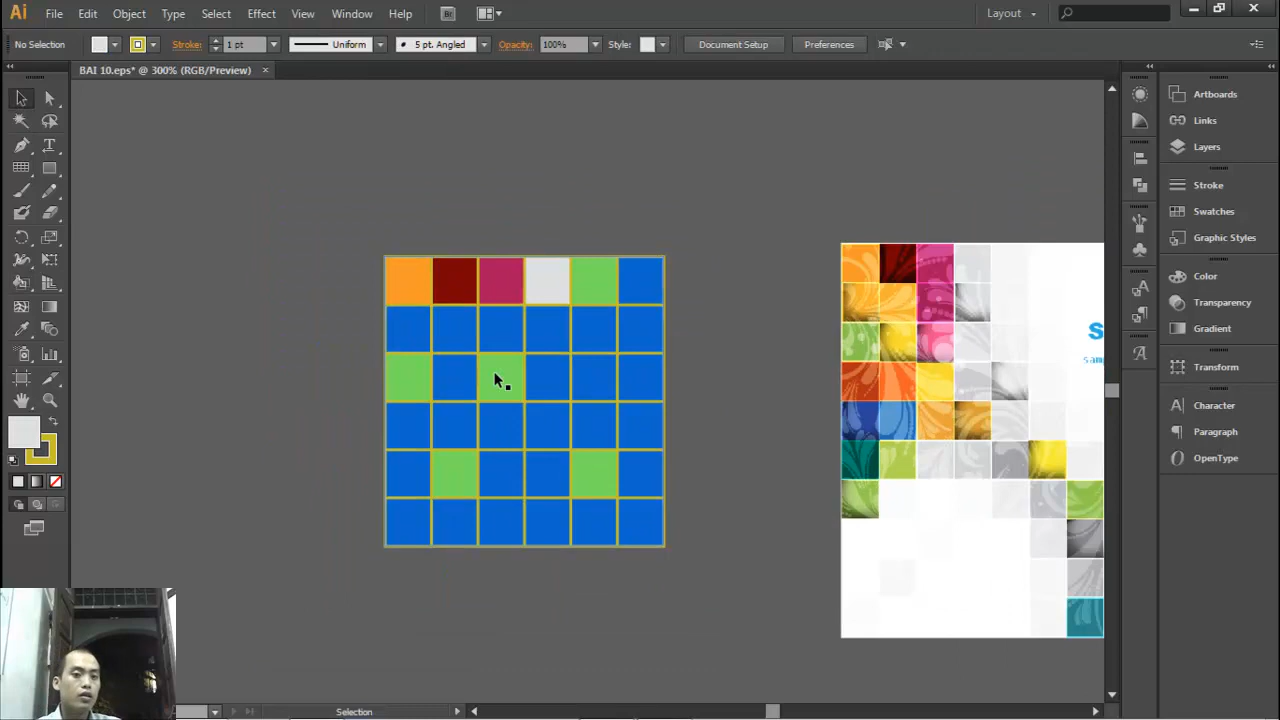 Ai File Edit Object Type Select Effect View Window Help Br Layout
No Selection Stroke: 1 pt Uniform 5 pt. Angled Opacity: 100% Style: Document Setup Preferences
BAI 10.eps* @ 300% (RGB/Preview) ×
Artboards
Links
Layers
Stroke
Swatches
Graphic Styles
Color
Transparency
Gradient
Transform
Character
Paragraph
OpenType
S
samp
Selection